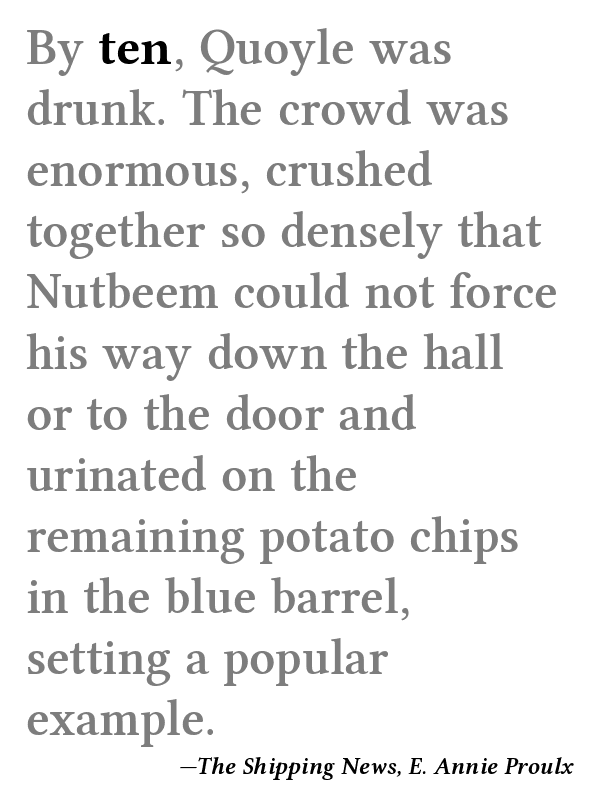 By ten, Quoyle was
drunk. The crowd was
enormous, crushed
together so densely that
Nutbeem could not force
his way down the hall
or to the door and
urinated on the
remaining potato chips
in the blue barrel,
setting a popular
example.
—The Shipping News, E. Annie Proulx